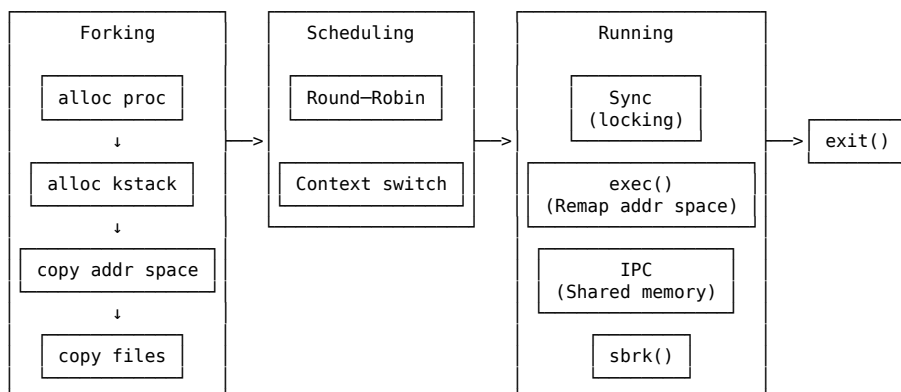 Forking
alloc proc
↓
alloc kstack
↓
copy addr space
↓
copy files
Scheduling
Round–Robin
Context switch
Running
Sync
(locking)
exec()
(Remap addr space)
IPC
(Shared memory)
sbrk()
exit()